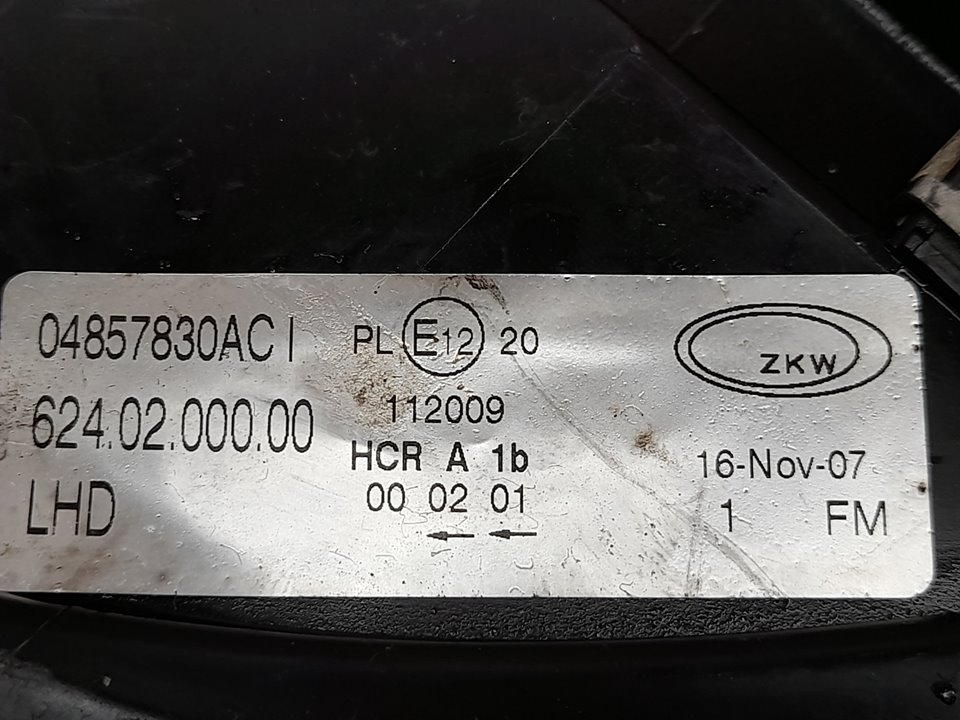 04857830AC I
624.02.000.00
LHD
PL E12 20
112009
HCR A 1b
00 02 01
ZKW
16-Nov-07
1 FM